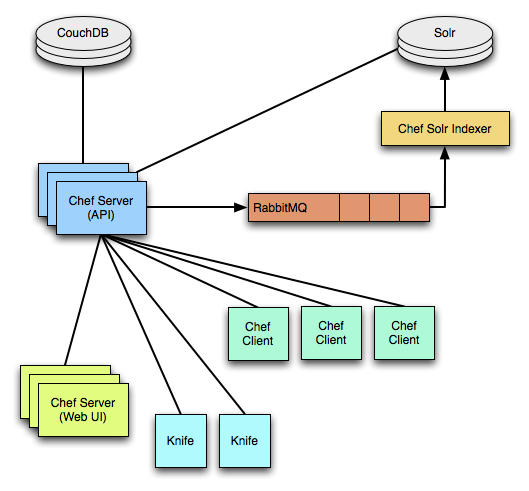 CouchDB
Solr
Chef Solr Indexer
Chef Server
(API)
RabbitMQ
Chef
Client
Chef
Client
Chef
Client
Chef Server
(Web UI)
Knife
Knife